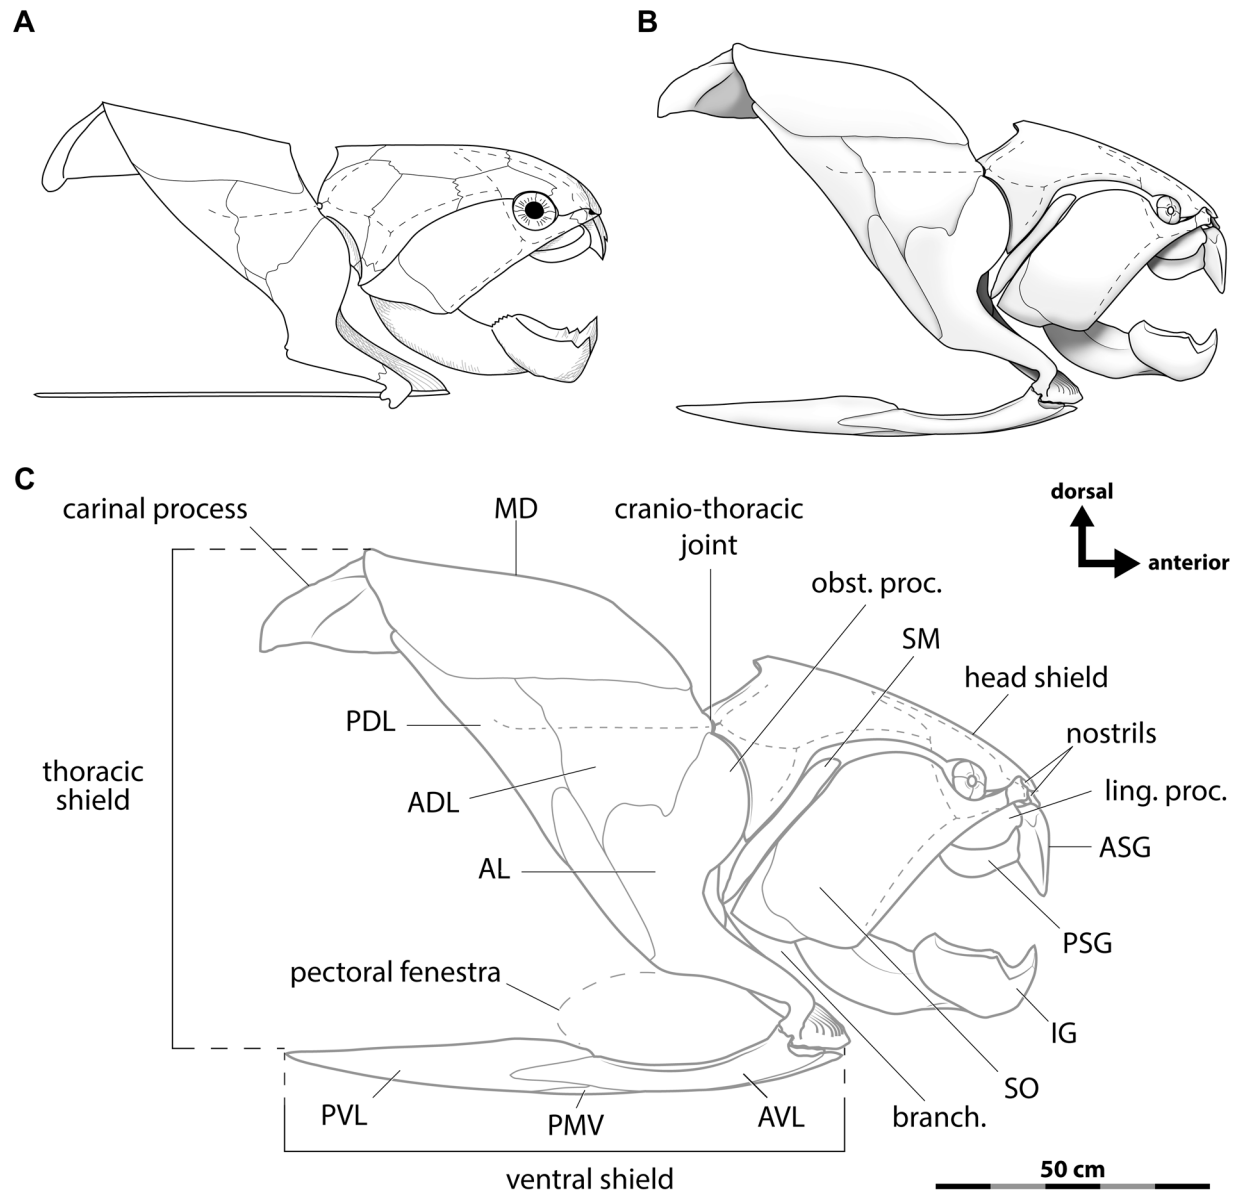 A
B
C
carinal process
MD
cranio-thoracic
joint
dorsal
anterior
obst. proc.
SM
head shield
nostrils
ling. proc.
ASG
PSG
IG
SO
branch.
PDL
ADL
AL
thoracic
shield
pectoral fenestra
PVL
PMV
AVL
ventral shield
50 cm